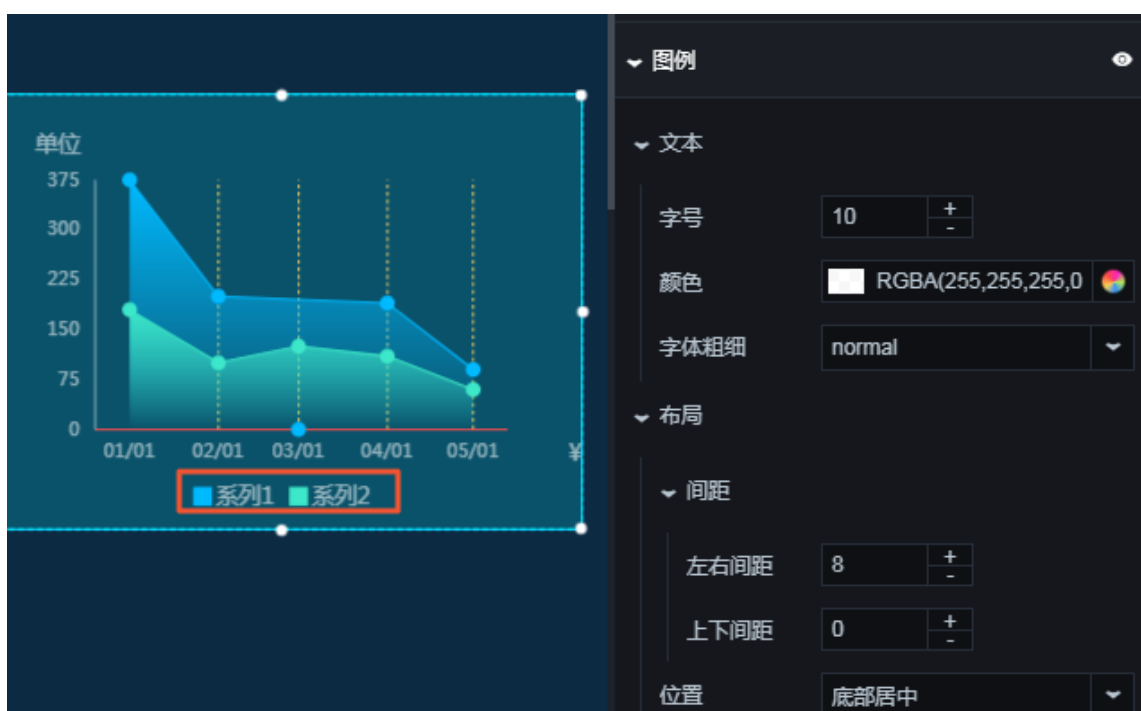 单位
375
300
225
150
75
0
01/01 02/01 03/01 04/01 05/01 ¥
系列1 系列2
图例
文本
字号 10 + -
颜色 RGBA(255,255,255,0
字体粗细 normal
布局
间距
左右间距 8 + -
上下间距 0 + -
位置 底部居中